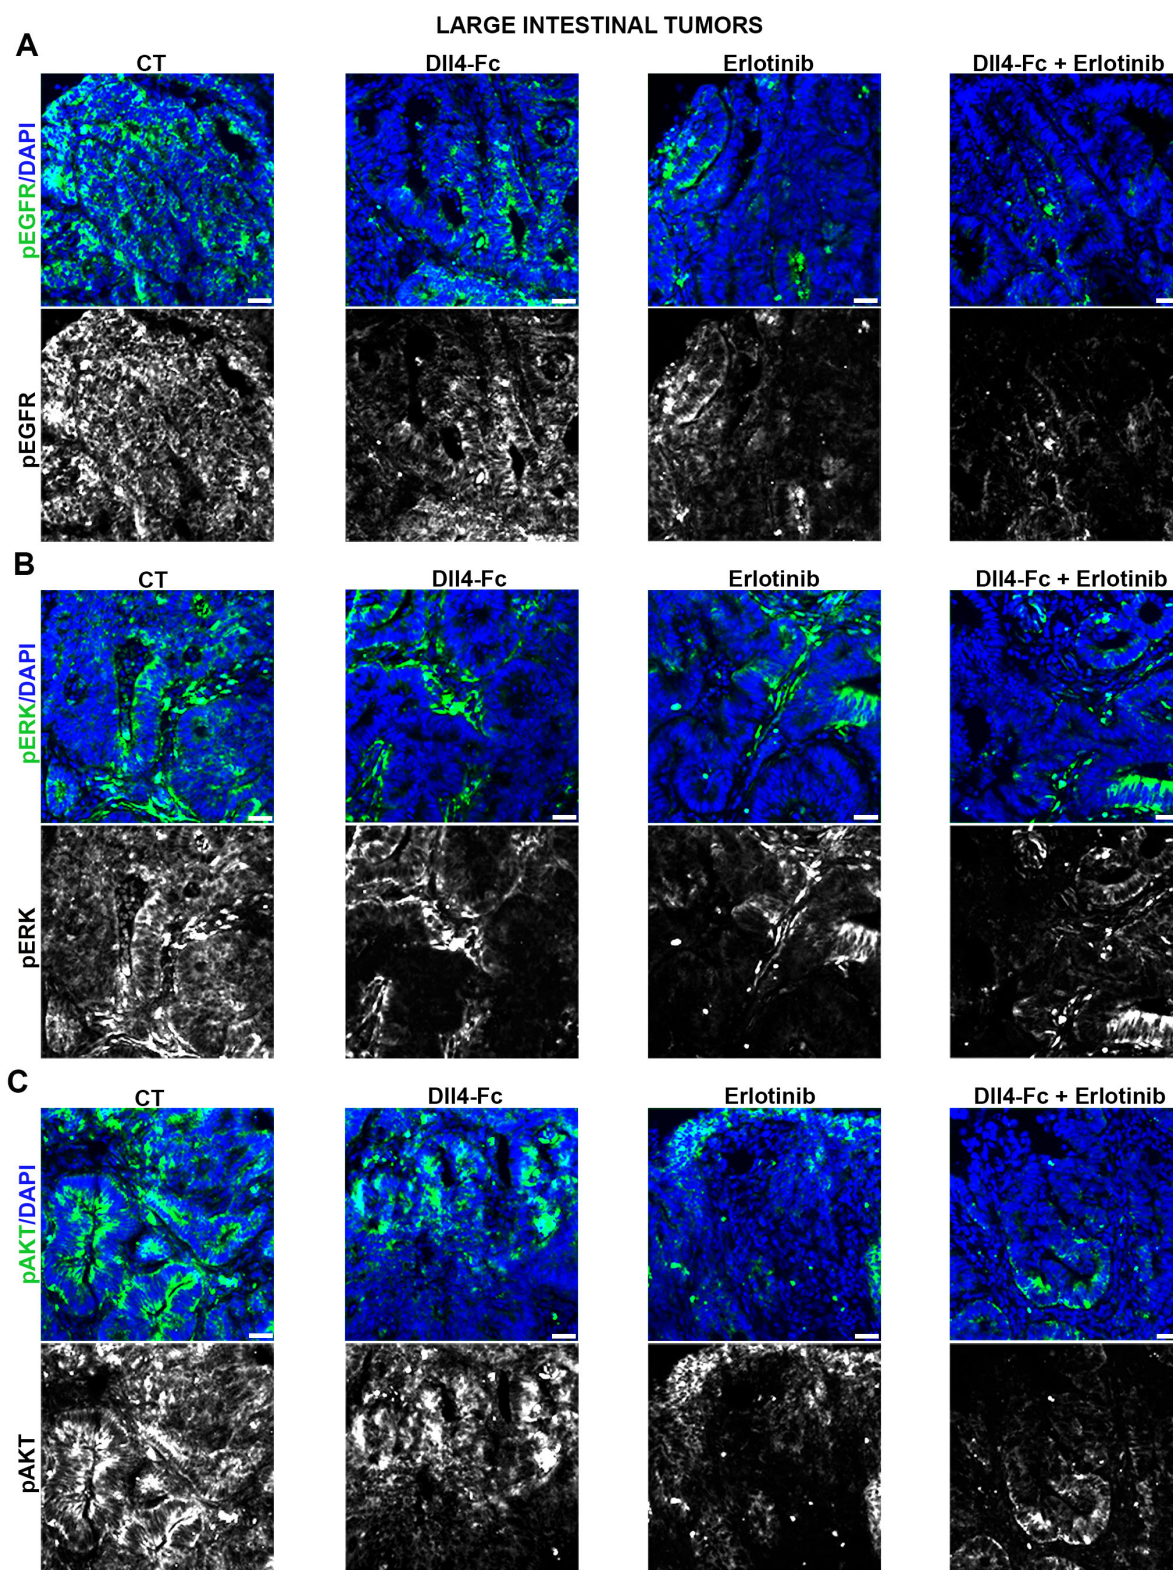 LARGE INTESTINAL TUMORS
A
CT
Dll4-Fc
Erlotinib
Dll4-Fc + Erlotinib
pEGFR/DAPI
pEGFR
B
CT
Dll4-Fc
Erlotinib
Dll4-Fc + Erlotinib
pERK/DAPI
pERK
C
CT
Dll4-Fc
Erlotinib
Dll4-Fc + Erlotinib
pAKT/DAPI
pAKT